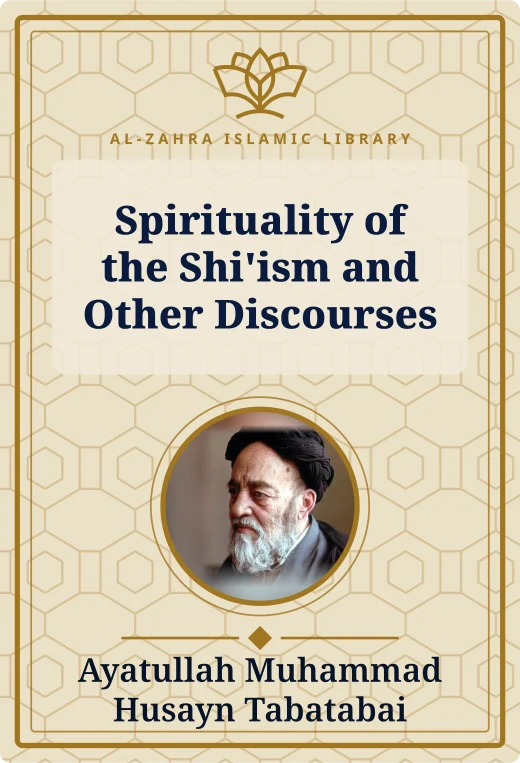 AL-ZAHRA ISLAMIC LIBRARY
Spirituality of
the Shi'ism and
Other Discourses
Ayatullah Muhammad
Husayn Tabatabai